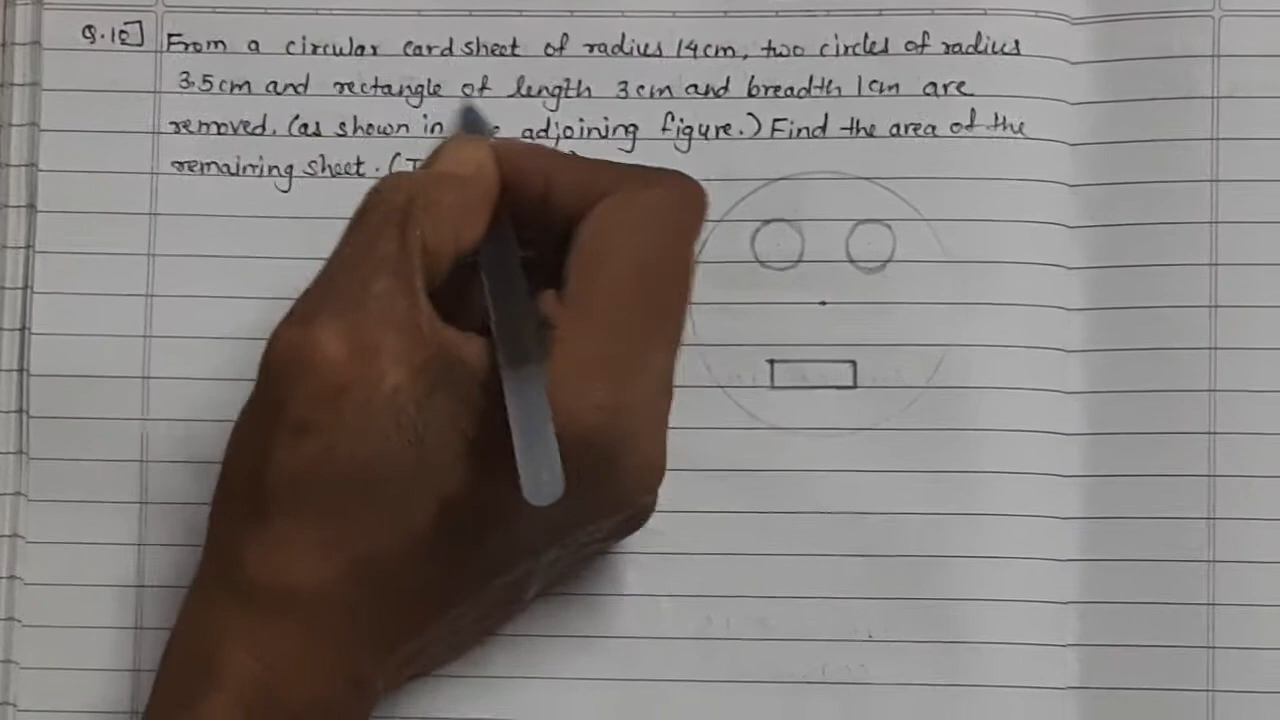 Q.12] From a circular card sheet of radius 14cm, two circles of radius
3.5cm and rectangle of length 3cm and breadth 1cm are
removed. (as shown in adjoining figure.) Find the area of the
remaining sheet. (